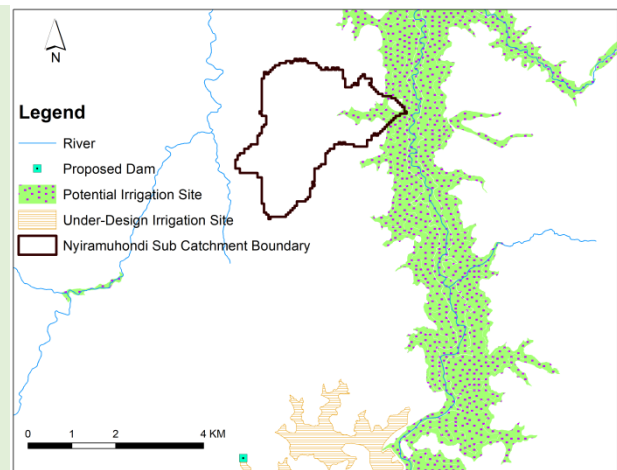 N
Legend
River
Proposed Dam
Potential Irrigation Site
Under-Design Irrigation Site
Nyiramuhondi Sub Catchment Boundary
0 1 2 4 KM